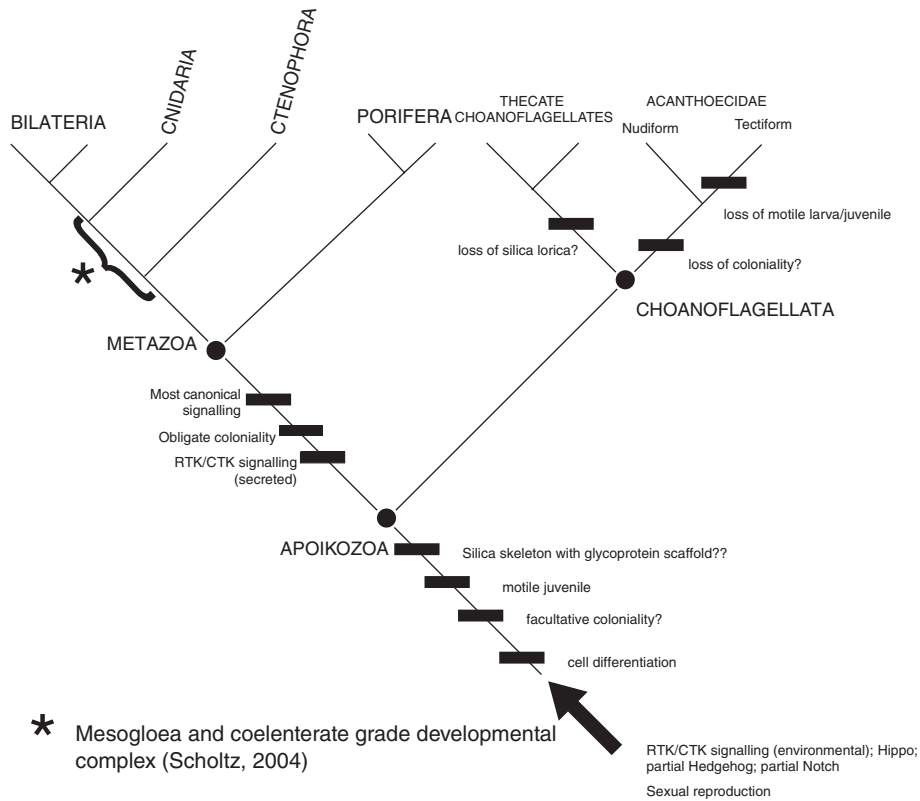 BILATERIA
CNIDARIA
CTENOPHORA
PORIFERA
THECATE
CHOANOFLAGELLATES
ACANTHOECIDAE
Nudiform
Tectiform
loss of motile larva/juvenile
loss of silica lorica?
loss of coloniality?
*
CHOANOFLAGELLATA
METAZOA
Most canonical
signalling
Obligate coloniality
RTK/CTK signalling
(secreted)
APOIKOZOA
Silica skeleton with glycoprotein scaffold??
motile juvenile
facultative coloniality?
cell differentiation
* Mesogloea and coelenterate grade developmental
complex (Scholtz, 2004)
RTK/CTK signalling (environmental); Hippo;
partial Hedgehog; partial Notch
Sexual reproduction